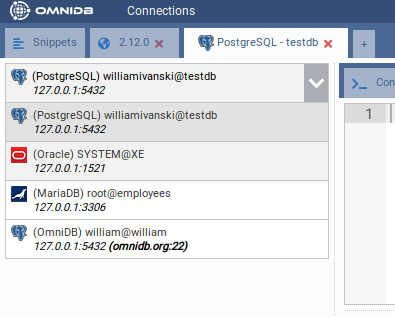 OMNIDB Connections
Snippets 2.12.0 PostgreSQL - testdb +
(PostgreSQL) williamivanski@testdb
127.0.0.1:5432
(PostgreSQL) williamivanski@testdb
127.0.0.1:5432
(Oracle) SYSTEM@XE
127.0.0.1:1521
(MariaDB) root@employees
127.0.0.1:3306
(OmniDB) william@william
127.0.0.1:5432 (omnidb.org:22)
>_ Con
1